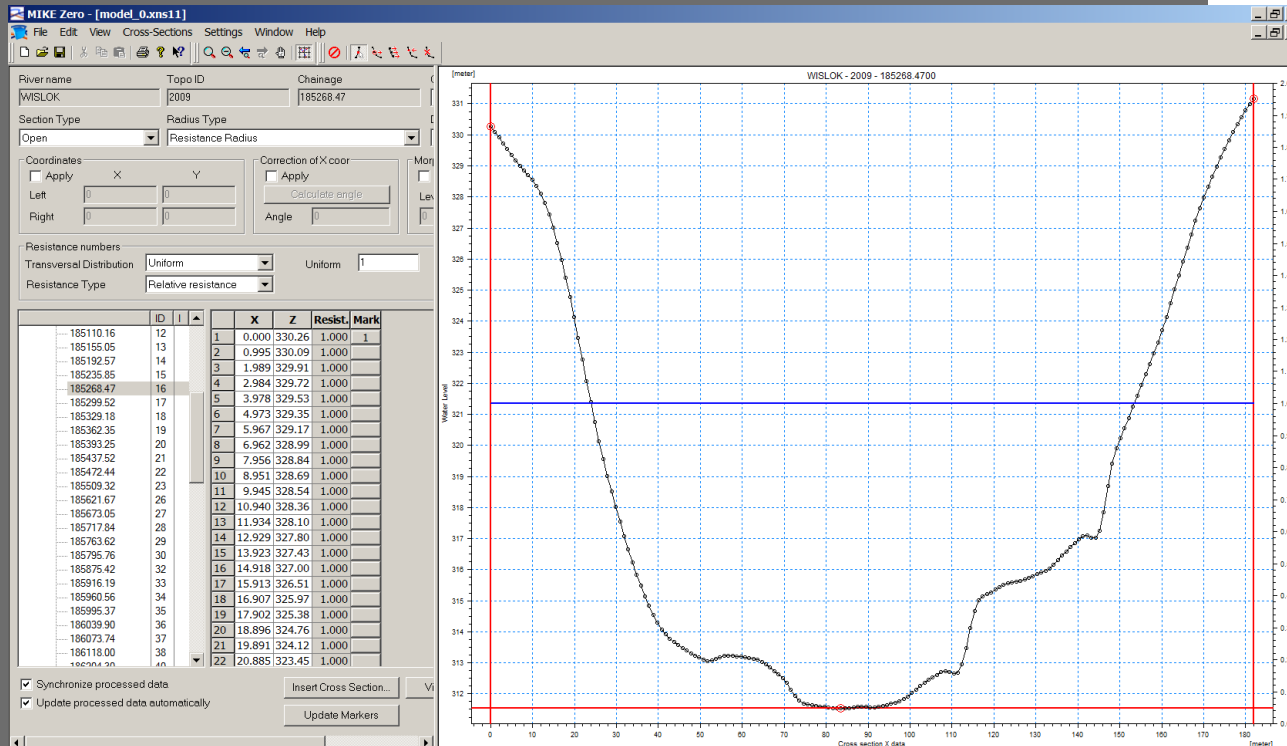 MIKE Zero - [model_0.xns11]
File Edit View Cross-Sections Settings Window Help
River name Topo ID Chainage
WISLOK 2009 185268.47
Section Type Radius Type
Open Resistance Radius
Coordinates Correction of X coor Morp
Apply X Y Apply
Left 0 0 Calculate angle Lev
Right 0 0 Angle 0 0
Resistance numbers
Transversal Distribution Uniform Uniform 1
Resistance Type Relative resistance
ID I
185110.16 12
185155.05 13
185192.57 14
185235.85 15
185268.47 16
185299.52 17
185329.18 18
185362.35 19
185393.25 20
185437.52 21
185472.44 22
185509.32 23
185621.67 26
185673.05 27
185717.84 28
185763.62 29
185795.76 30
185875.42 32
185916.19 33
185960.56 34
185995.37 35
186039.90 36
186073.74 37
186118.00 38
X Z Resist. Mark
1 0.000 330.26 1.000 1
2 0.995 330.09 1.000
3 1.989 329.91 1.000
4 2.984 329.72 1.000
5 3.978 329.53 1.000
6 4.973 329.35 1.000
7 5.967 329.17 1.000
8 6.962 328.99 1.000
9 7.956 328.84 1.000
10 8.951 328.69 1.000
11 9.945 328.54 1.000
12 10.940 328.36 1.000
13 11.934 328.10 1.000
14 12.929 327.80 1.000
15 13.923 327.43 1.000
16 14.918 327.00 1.000
17 15.913 326.51 1.000
18 16.907 325.97 1.000
19 17.902 325.38 1.000
20 18.896 324.76 1.000
21 19.891 324.12 1.000
22 20.885 323.45 1.000
Synchronize processed data
Update processed data automatically
Insert Cross Section... Vi
Update Markers
[meter] WISLOK - 2009 - 185268.4700
331
330
329
328
327
326
325
324
323
322
321
320
319
318
317
316
315
314
313
312
Water Level
0 10 20 30 40 50 60 70 80 90 100 110 120 130 140 150 160 170 180
Cross section X data [meter]